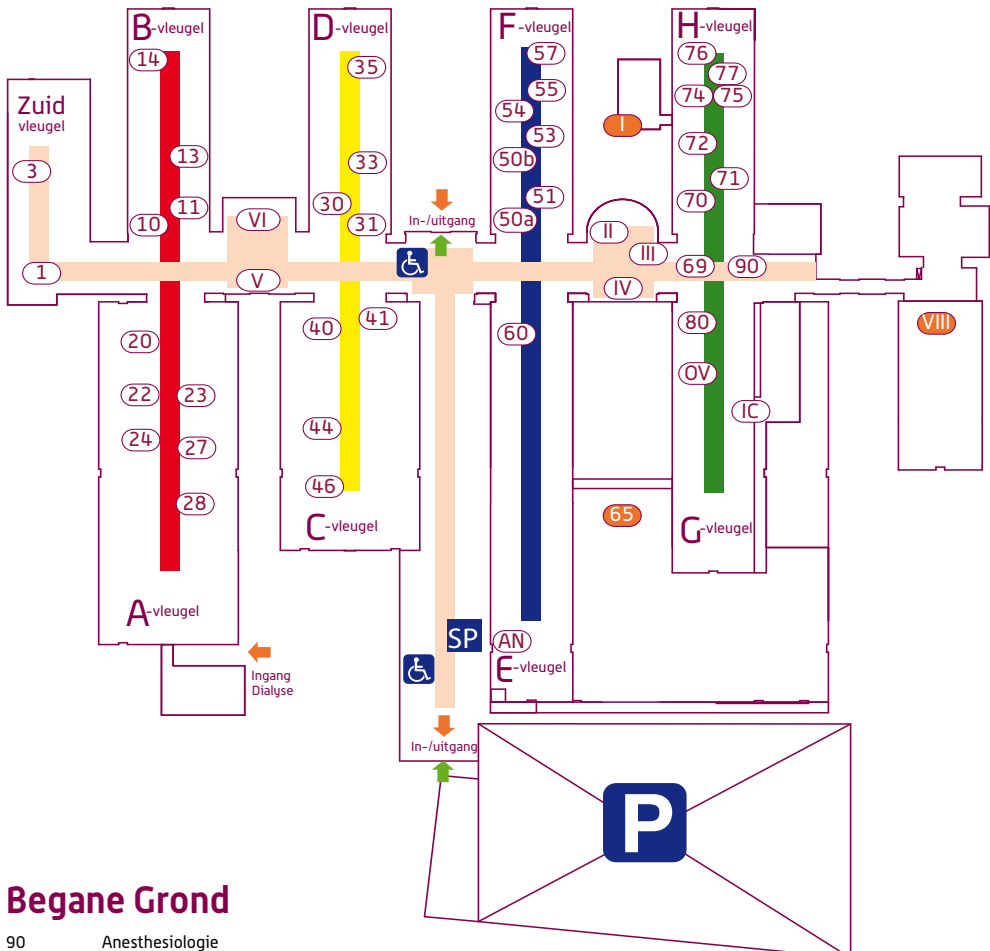 B-vleugel
D-vleugel
F-vleugel
H-vleugel
14
35
57
76
77
55
74
75
Zuid
vleugel
54
I
53
72
13
50b
33
3
71
51
11
30
70
10
VI
31
In-/uitgang
50a
II
III
1
V
69
90
IV
40
41
60
80
VIII
20
OV
22
23
IC
24
44
27
46
28
65
C-vleugel
G-vleugel
A-vleugel
SP
AN
E-vleugel
Ingang
Dialyse
In-/uitgang
P
Begane Grond
90 Anesthesiologie